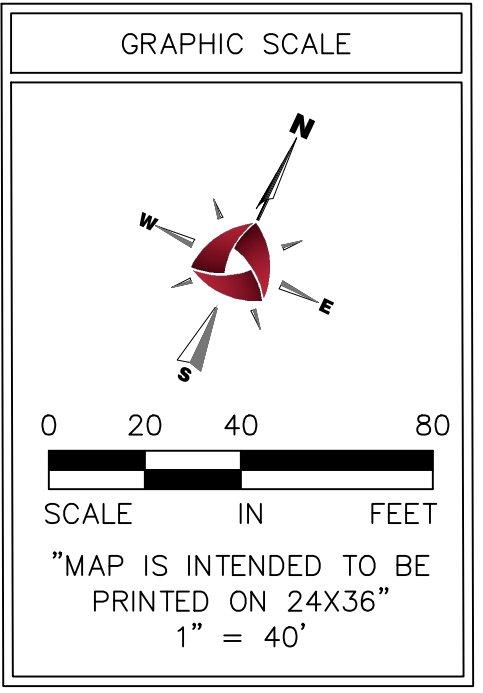 GRAPHIC SCALE
N
W
E
S
0 20 40 80
SCALE IN FEET
"MAP IS INTENDED TO BE
PRINTED ON 24X36"
1" = 40'